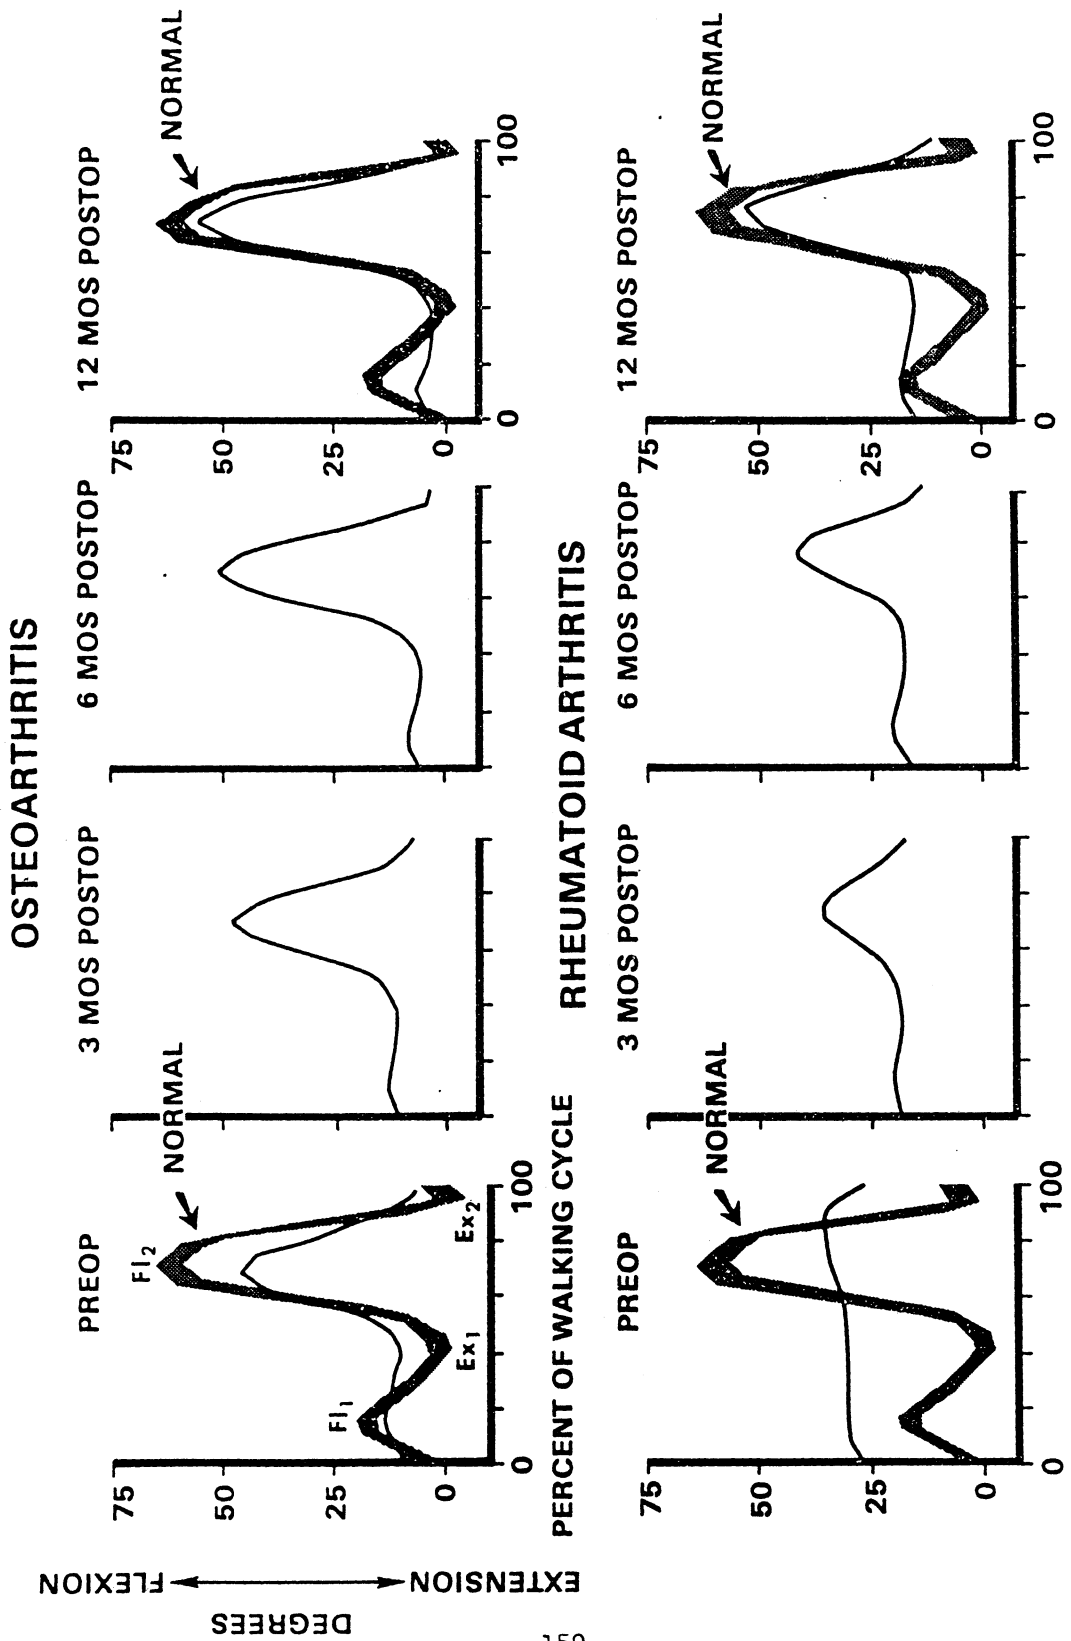 OSTEOARTHRITIS
PREOP
3 MOS POSTOP
6 MOS POSTOP
12 MOS POSTOP
NORMAL
NORMAL
Fl1
Fl2
Ex1
Ex2
75
50
25
0
0
100
75
50
25
0
0
100
DEGREES
EXTENSION
FLEXION
PERCENT OF WALKING CYCLE
RHEUMATOID ARTHRITIS
PREOP
3 MOS POSTOP
6 MOS POSTOP
12 MOS POSTOP
NORMAL
NORMAL
75
50
25
0
0
100
75
50
25
0
0
100